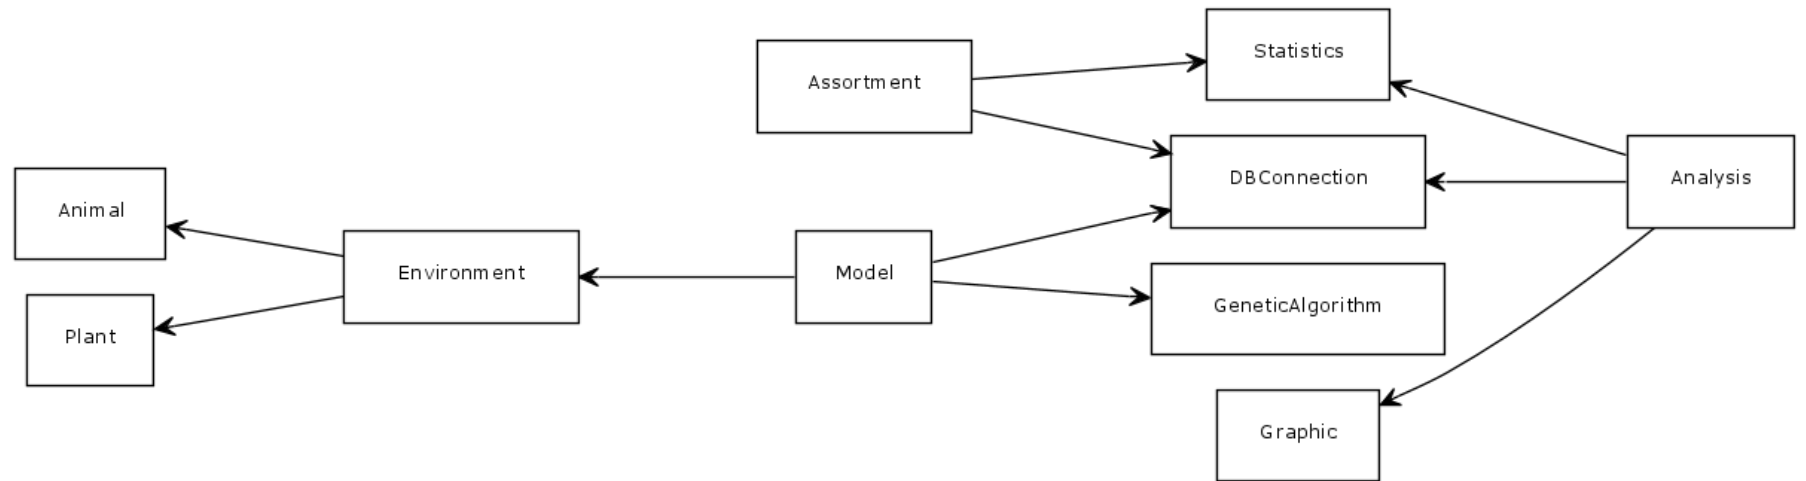 Statistics
Assortment
DBConnection
Analysis
Animal
Environment
Model
GeneticAlgorithm
Plant
Graphic